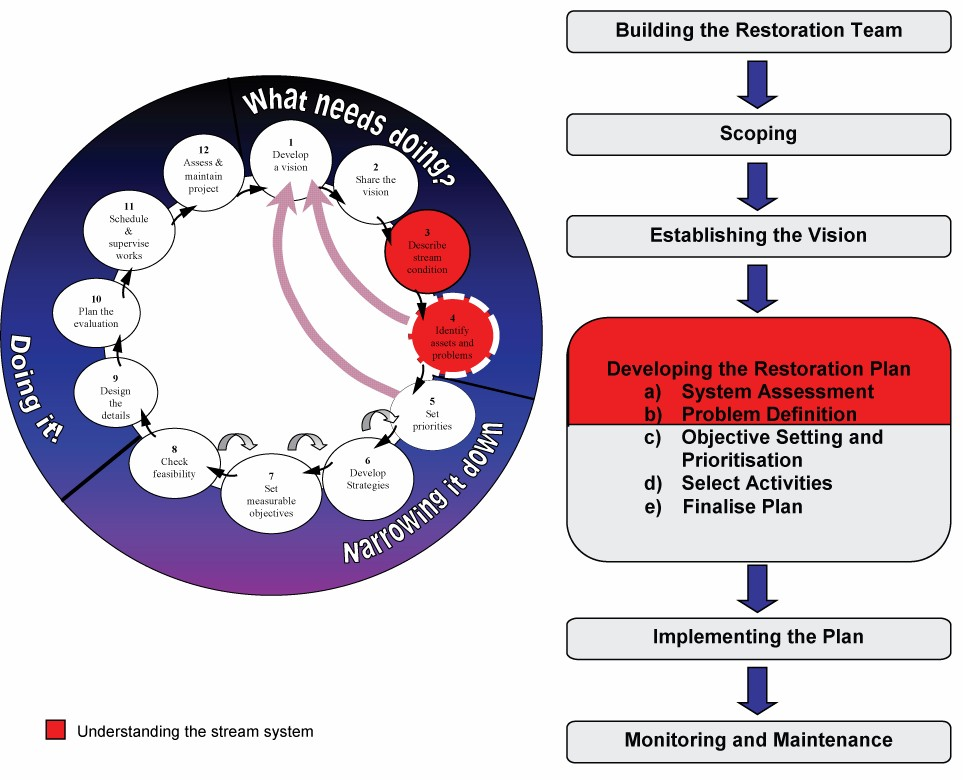 What needs doing?
1
Develop
a vision
2
Share the
vision
3
Describe
stream
condition
4
Identify
assets and
problems
5
Set
priorities
6
Develop
Strategies
7
Set
measurable
objectives
8
Check
feasibility
9
Design
the
details
10
Plan the
evaluation
11
Schedule
&
supervise
works
12
Assess &
maintain
project
Narrowing it down
Doing it!
Understanding the stream system
Building the Restoration Team
Scoping
Establishing the Vision
Developing the Restoration Plan
a) System Assessment
b) Problem Definition
c) Objective Setting and
Prioritisation
d) Select Activities
e) Finalise Plan
Implementing the Plan
Monitoring and Maintenance